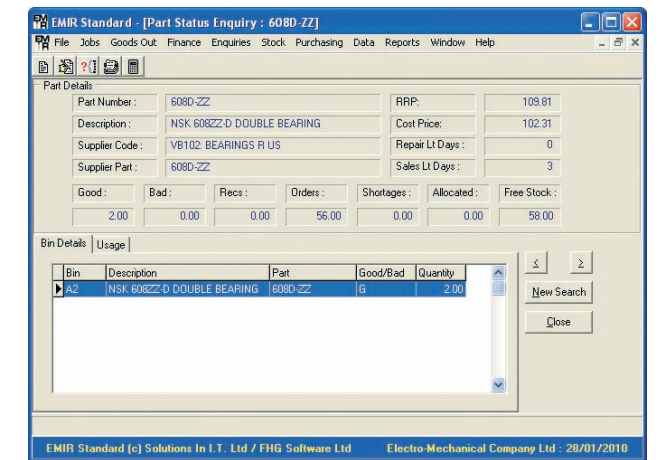 EMIR Standard - [Part Status Enquiry : 608D-ZZ]
File Jobs Goods Out Finance Enquiries Stock Purchasing Data Reports Window Help
Part Details
Part Number : 608D-ZZ RRP: 109.81
Description : NSK 608ZZ-D DOUBLE BEARING Cost Price: 102.31
Supplier Code : VB102: BEARINGS R US Repair Lt Days : 0
Supplier Part : 608D-ZZ Sales Lt Days : 3
Good : Bad : Recs : Orders : Shortages : Allocated : Free Stock :
2.00 0.00 0.00 56.00 0.00 0.00 58.00
Bin Details Usage
Bin Description Part Good/Bad Quantity
A2 NSK 608ZZ-D DOUBLE BEARING 608D-ZZ G 2.00
< >
New Search
Close
EMIR Standard (c) Solutions In I.T. Ltd / FHG Software Ltd Electro-Mechanical Company Ltd : 28/01/2010